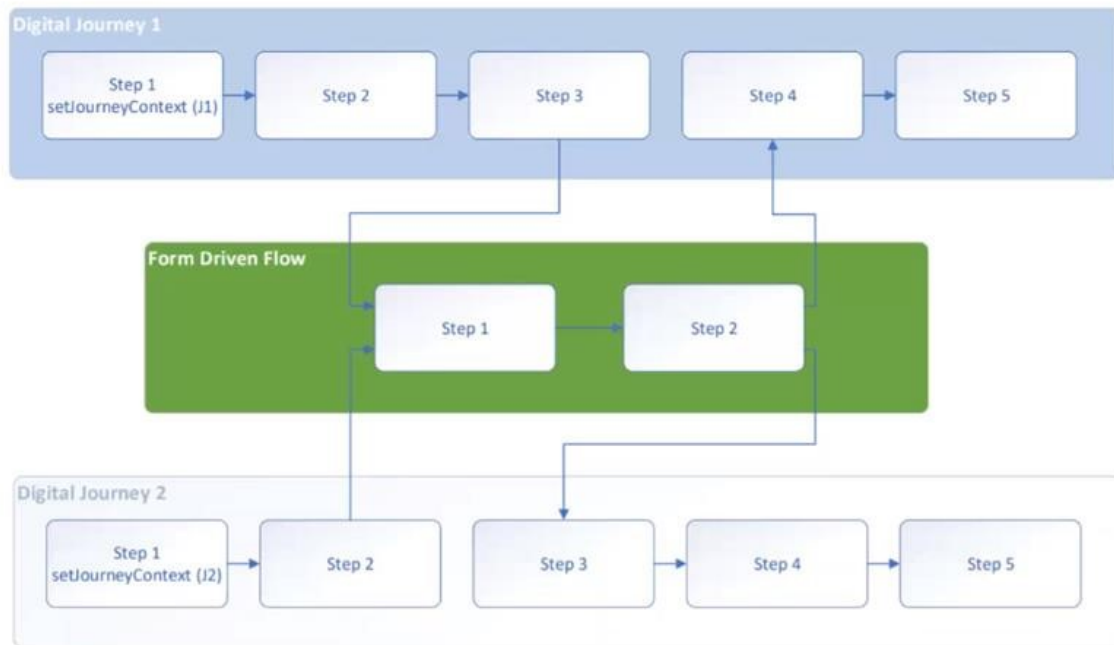 Digital Journey 1
Step 1
setJourneyContext (J1)
Step 2
Step 3
Step 4
Step 5
Form Driven Flow
Step 1
Step 2
Digital Journey 2
Step 1
setJourneyContext (J2)
Step 2
Step 3
Step 4
Step 5